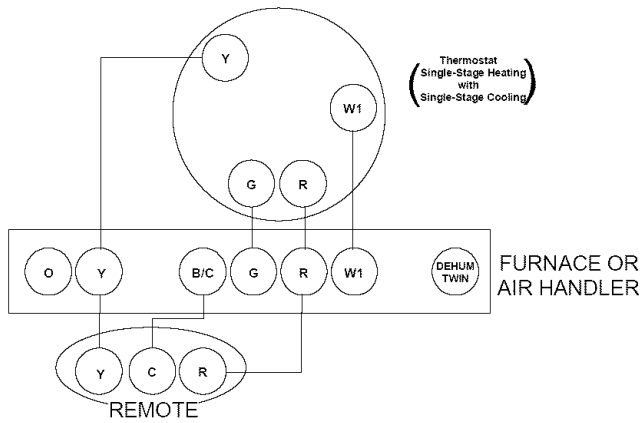 Y
Thermostat
Single-Stage Heating
with
Single-Stage Cooling
W1
G R
O Y B/C G R W1 DEHUM
TWIN
FURNACE OR
AIR HANDLER
Y C R
REMOTE